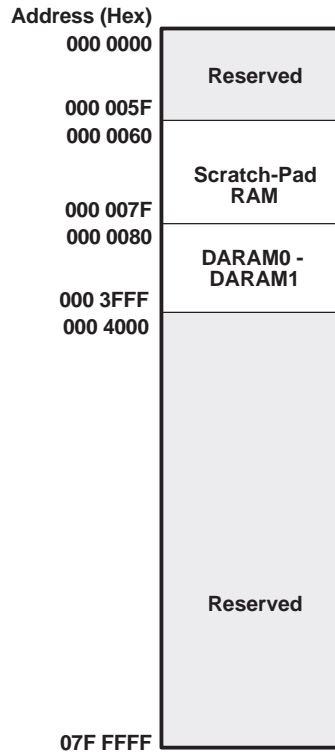 Address (Hex)
000 0000
Reserved
000 005F
000 0060
Scratch-Pad
RAM
000 007F
000 0080
DARAM0 -
DARAM1
000 3FFF
000 4000
Reserved
07F FFFF